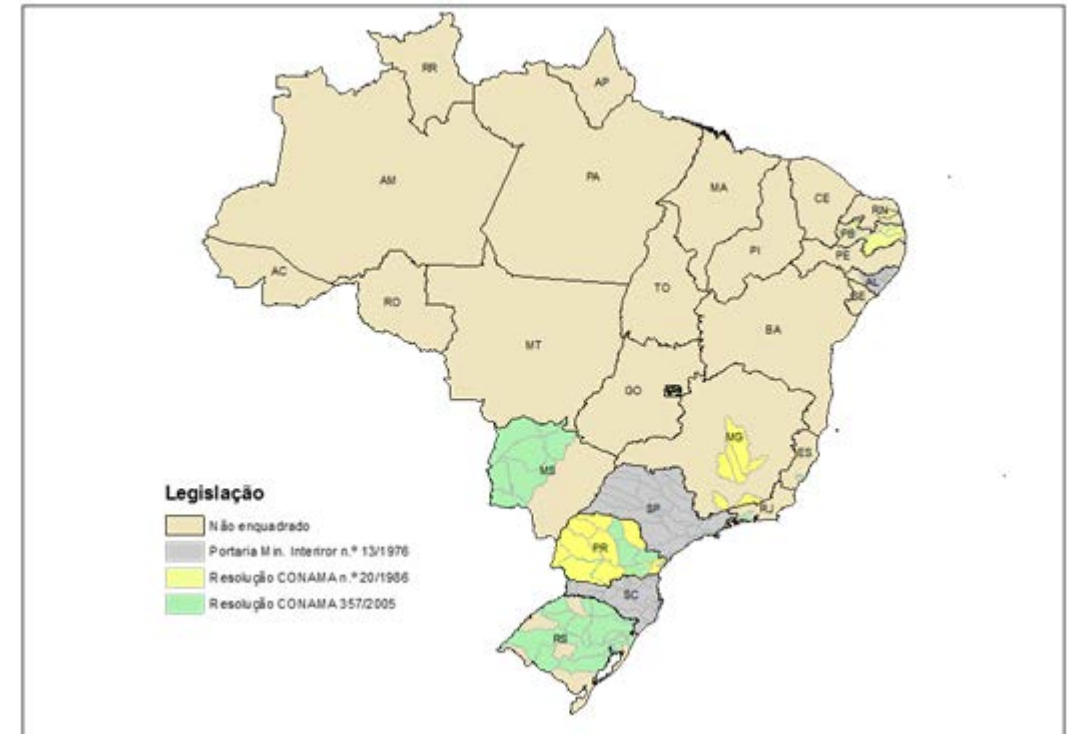 RR
AP
AM
PA
MA
CE
RN
PB
PE
PI
AL
SE
AC
RO
TO
BA
MT
GO
MG
ES
MS
SP
RJ
PR
SC
RS
Legislação
Não enquadrado
Portaria Min. Interiror n.º 13/1976
Resolução CONAMA n.º 20/1986
Resolução CONAMA 357/2005